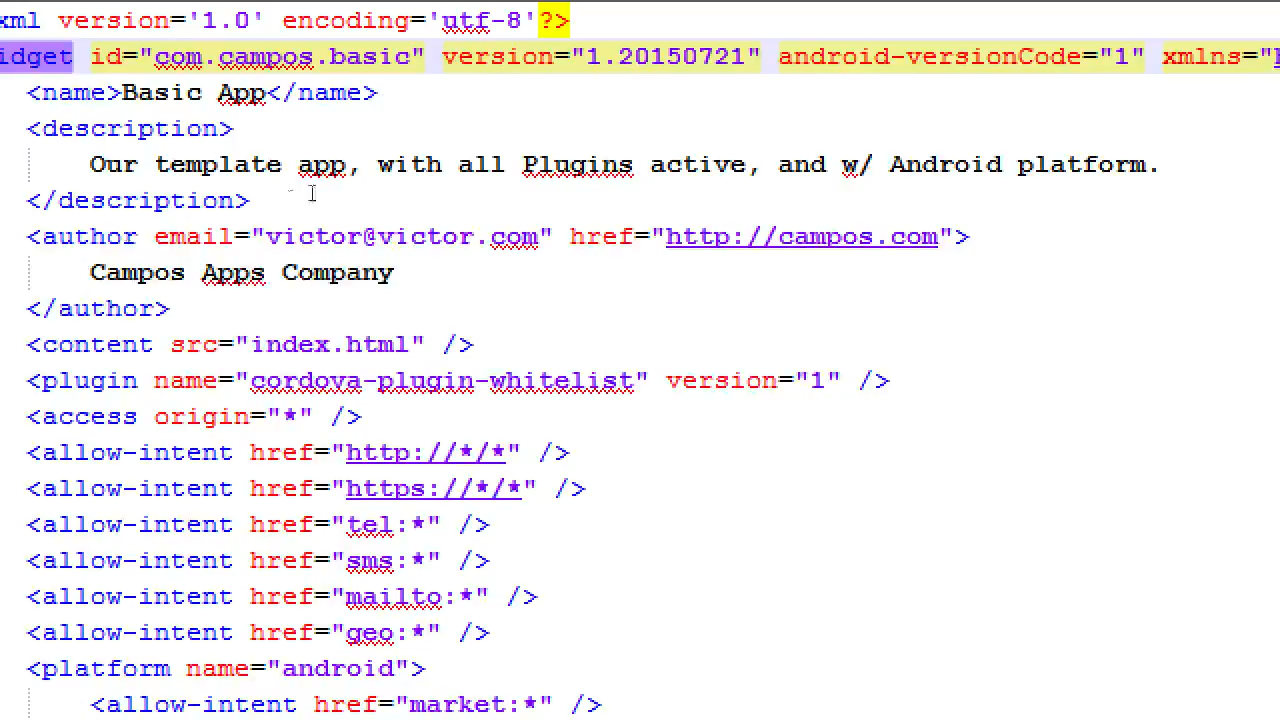 xml version='1.0' encoding='utf-8'?>
idget id="com.campos.basic" version="1.20150721" android-versionCode="1" xmlns="
<name>Basic App</name>
<description>
Our template app, with all Plugins active, and w/ Android platform.
</description>
<author email="victor@victor.com" href="http://campos.com">
Campos Apps Company
</author>
<content src="index.html" />
<plugin name="cordova-plugin-whitelist" version="1" />
<access origin="*" />
<allow-intent href="http://*/*" />
<allow-intent href="https://*/*" />
<allow-intent href="tel:*" />
<allow-intent href="sms:*" />
<allow-intent href="mailto:*" />
<allow-intent href="geo:*" />
<platform name="android">
<allow-intent href="market:*" />